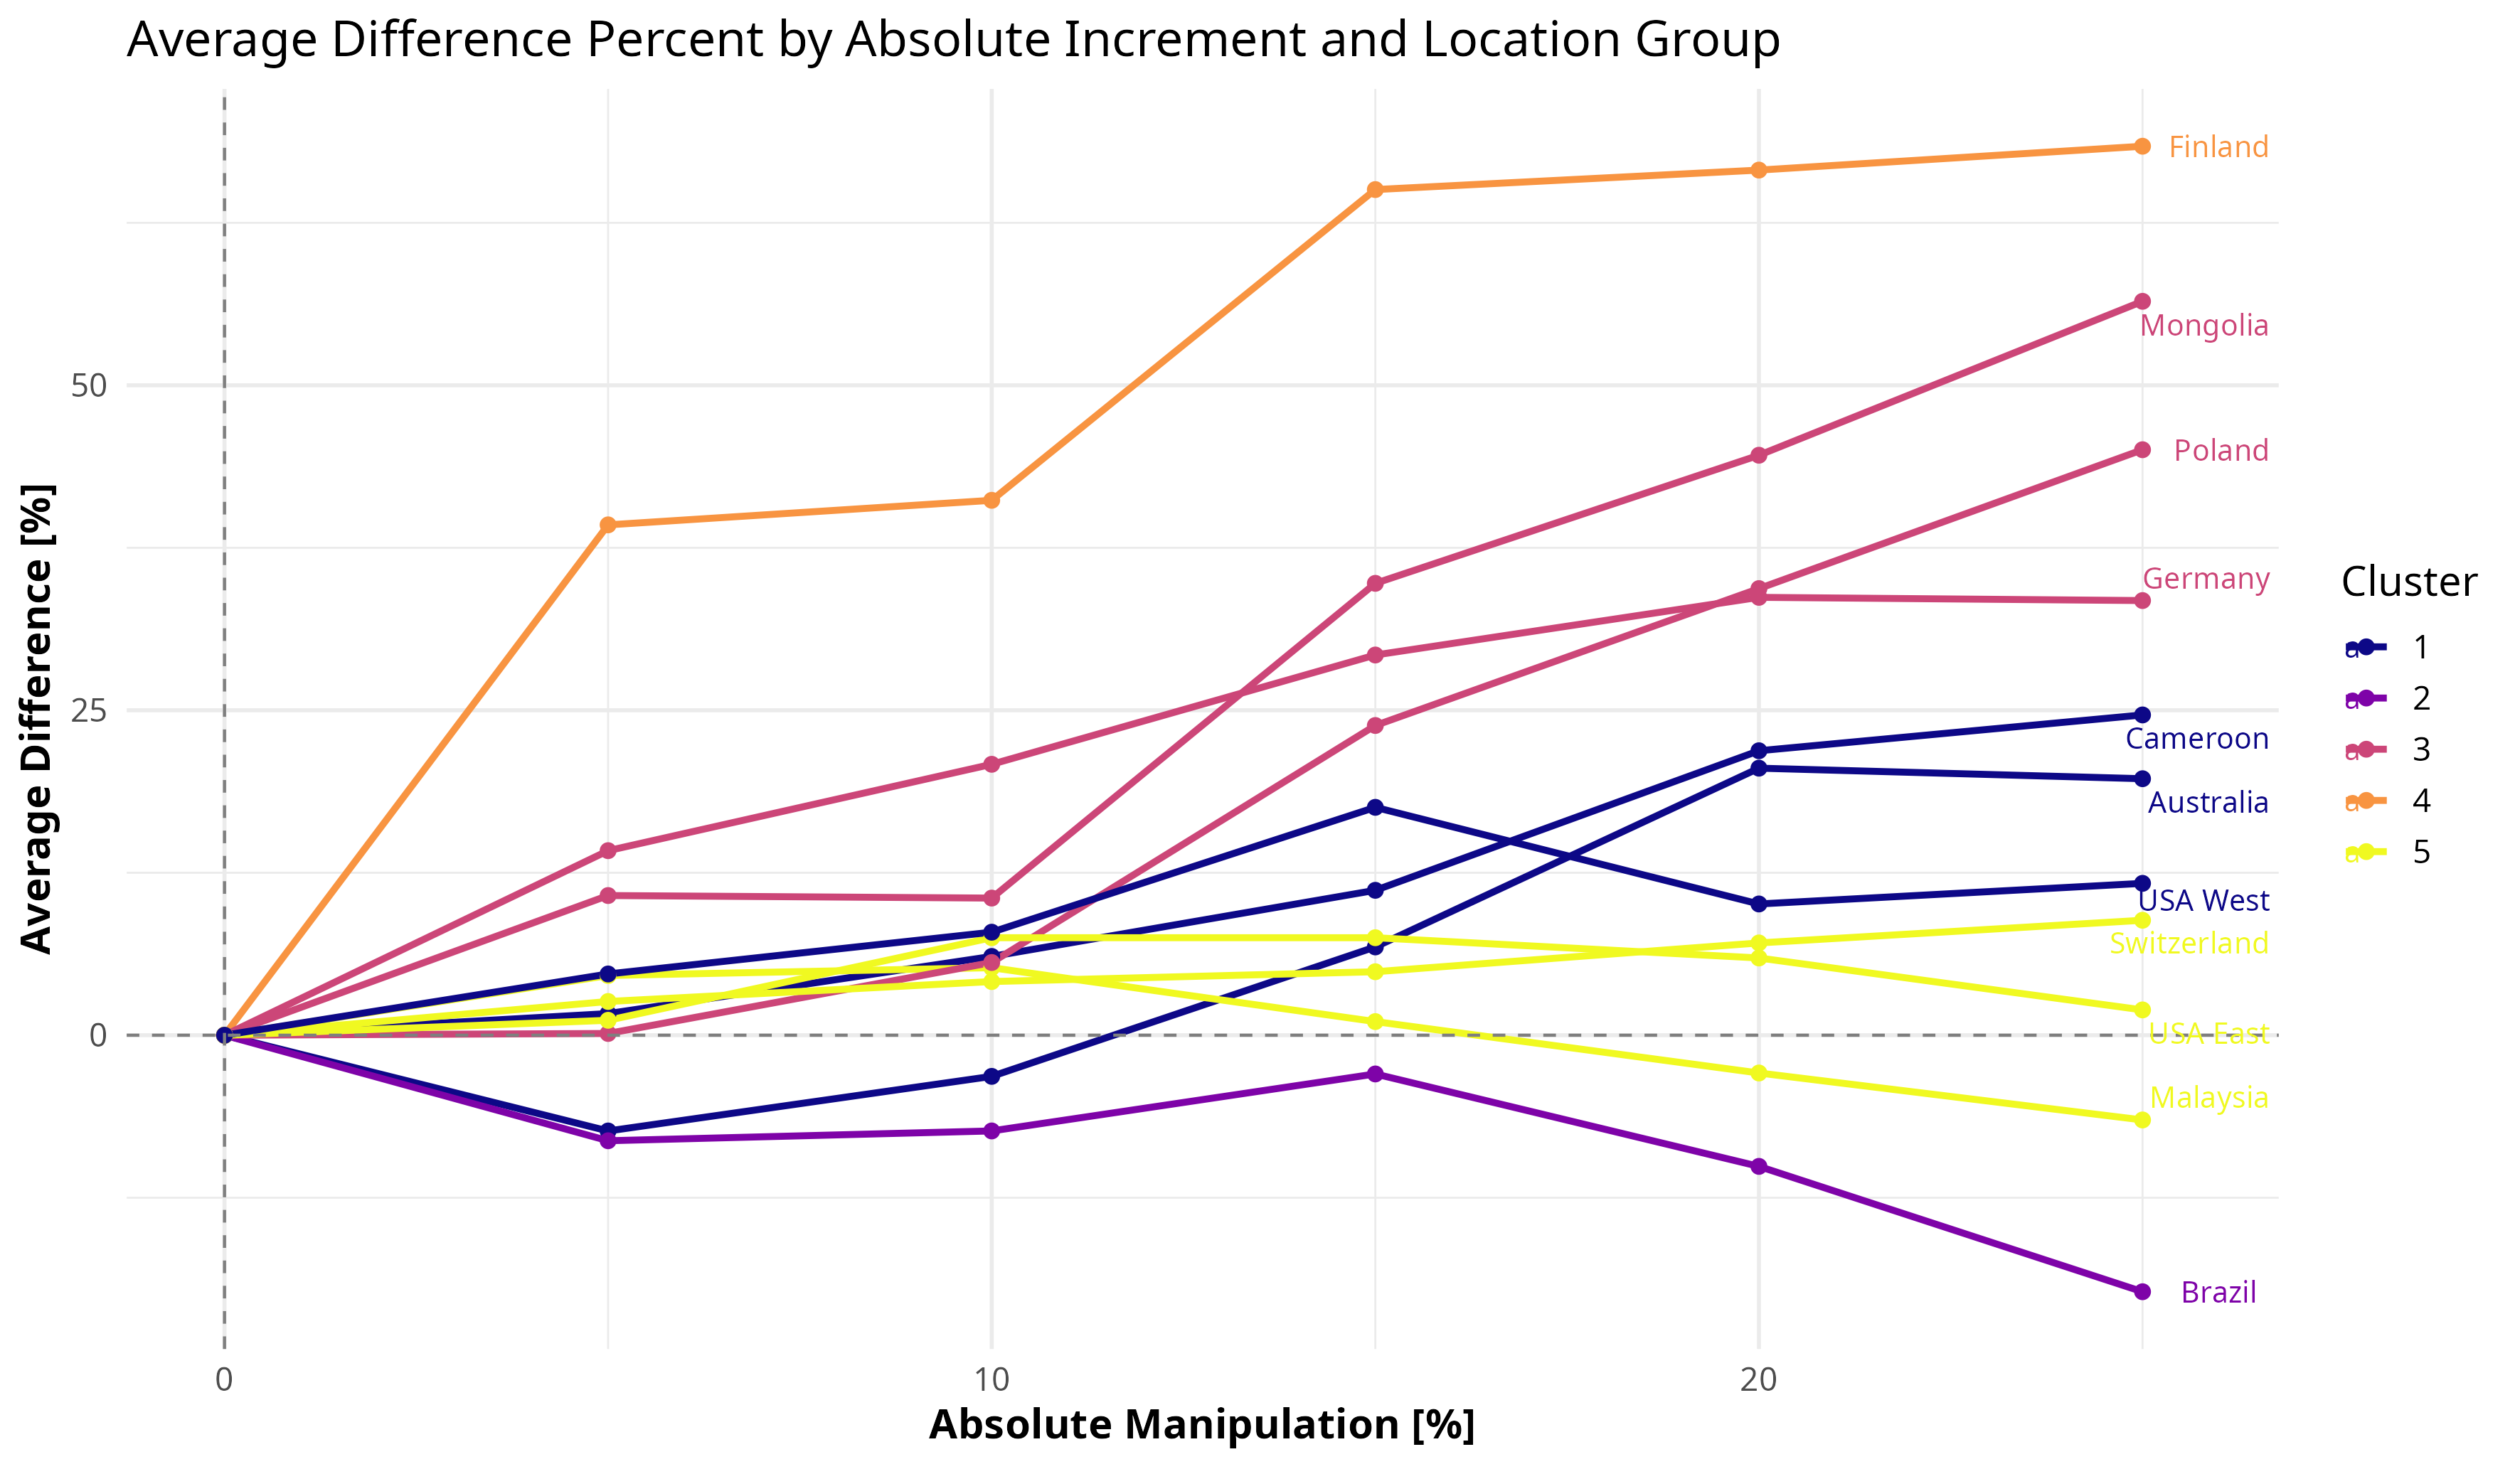 Average Difference Percent by Absolute Increment and Location Group
Average Difference [%]
50
25
0
0
10
20
Absolute Manipulation [%]
Finland
Mongolia
Poland
Germany
Cameroon
Australia
USA West
Switzerland
USA East
Malaysia
Brazil
Cluster
a 1
a 2
a 3
a 4
a 5